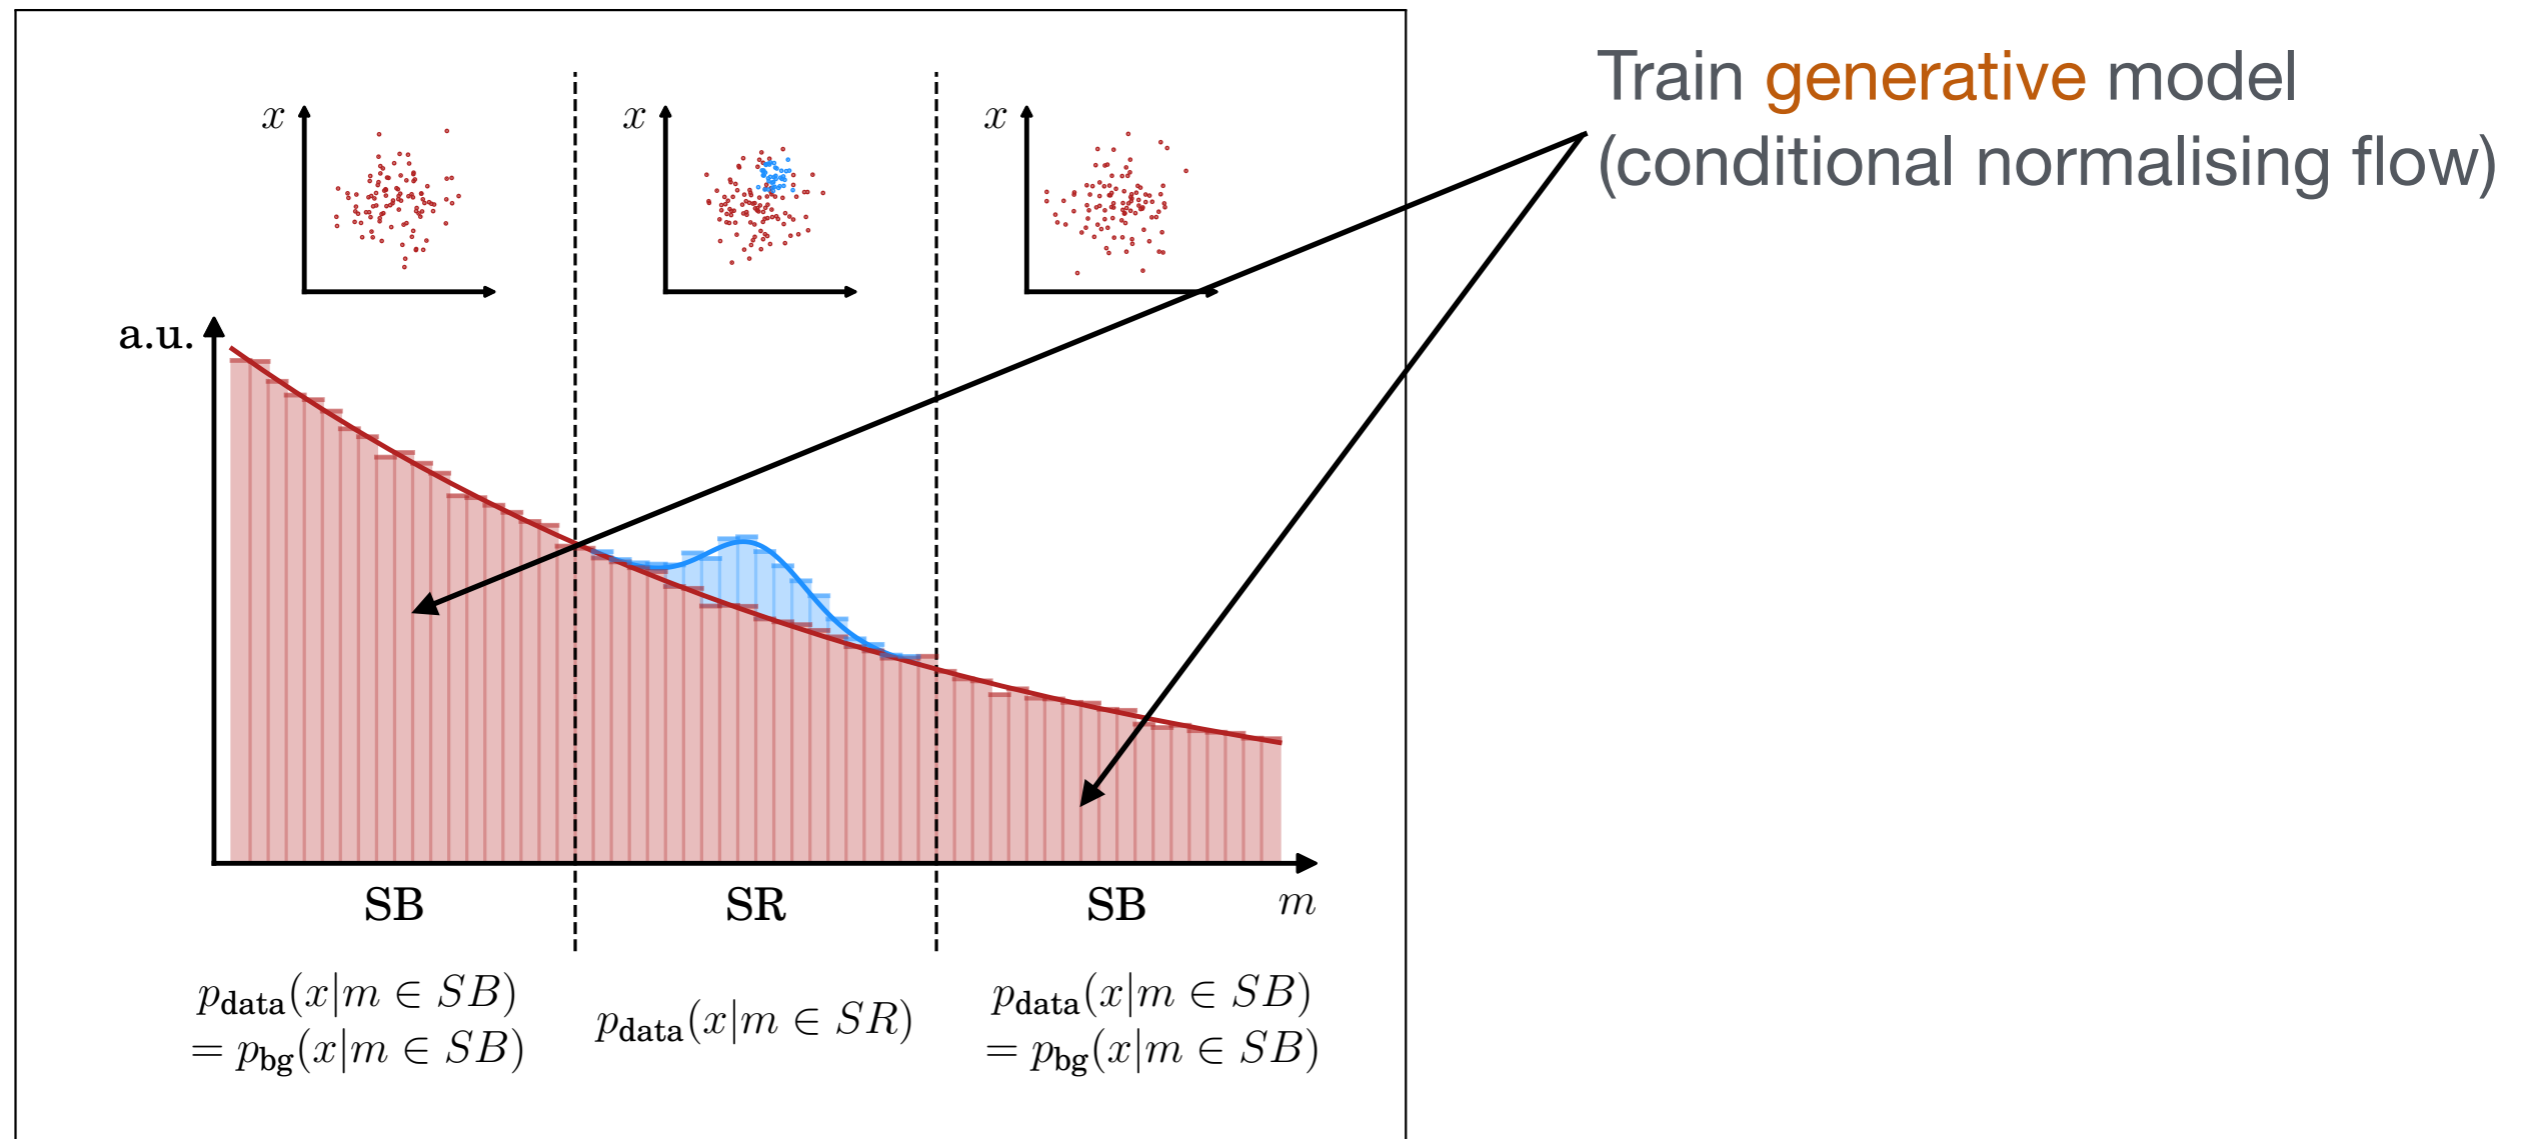 Train generative model
(conditional normalising flow)
x
x
x
a.u.
SB
SR
SB
m
p_data(x|m ∈ SB)
= p_bg(x|m ∈ SB)
p_data(x|m ∈ SR)
p_data(x|m ∈ SB)
= p_bg(x|m ∈ SB)